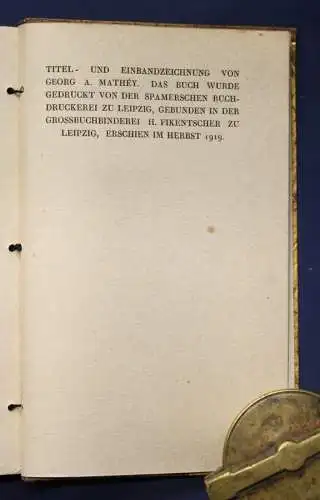 TITEL- UND EINBANDZEICHNUNG VON
GEORG A. MATHÉY. DAS BUCH WURDE
GEDRUCKT VON DER SPAMERSCHEN BUCH-
DRUCKEREI ZU LEIPZIG, GEBUNDEN IN DER
GROSSBUCHBINDEREI H. FIKENTSCHER ZU
LEIPZIG, ERSCHIEN IM HERBST 1919.